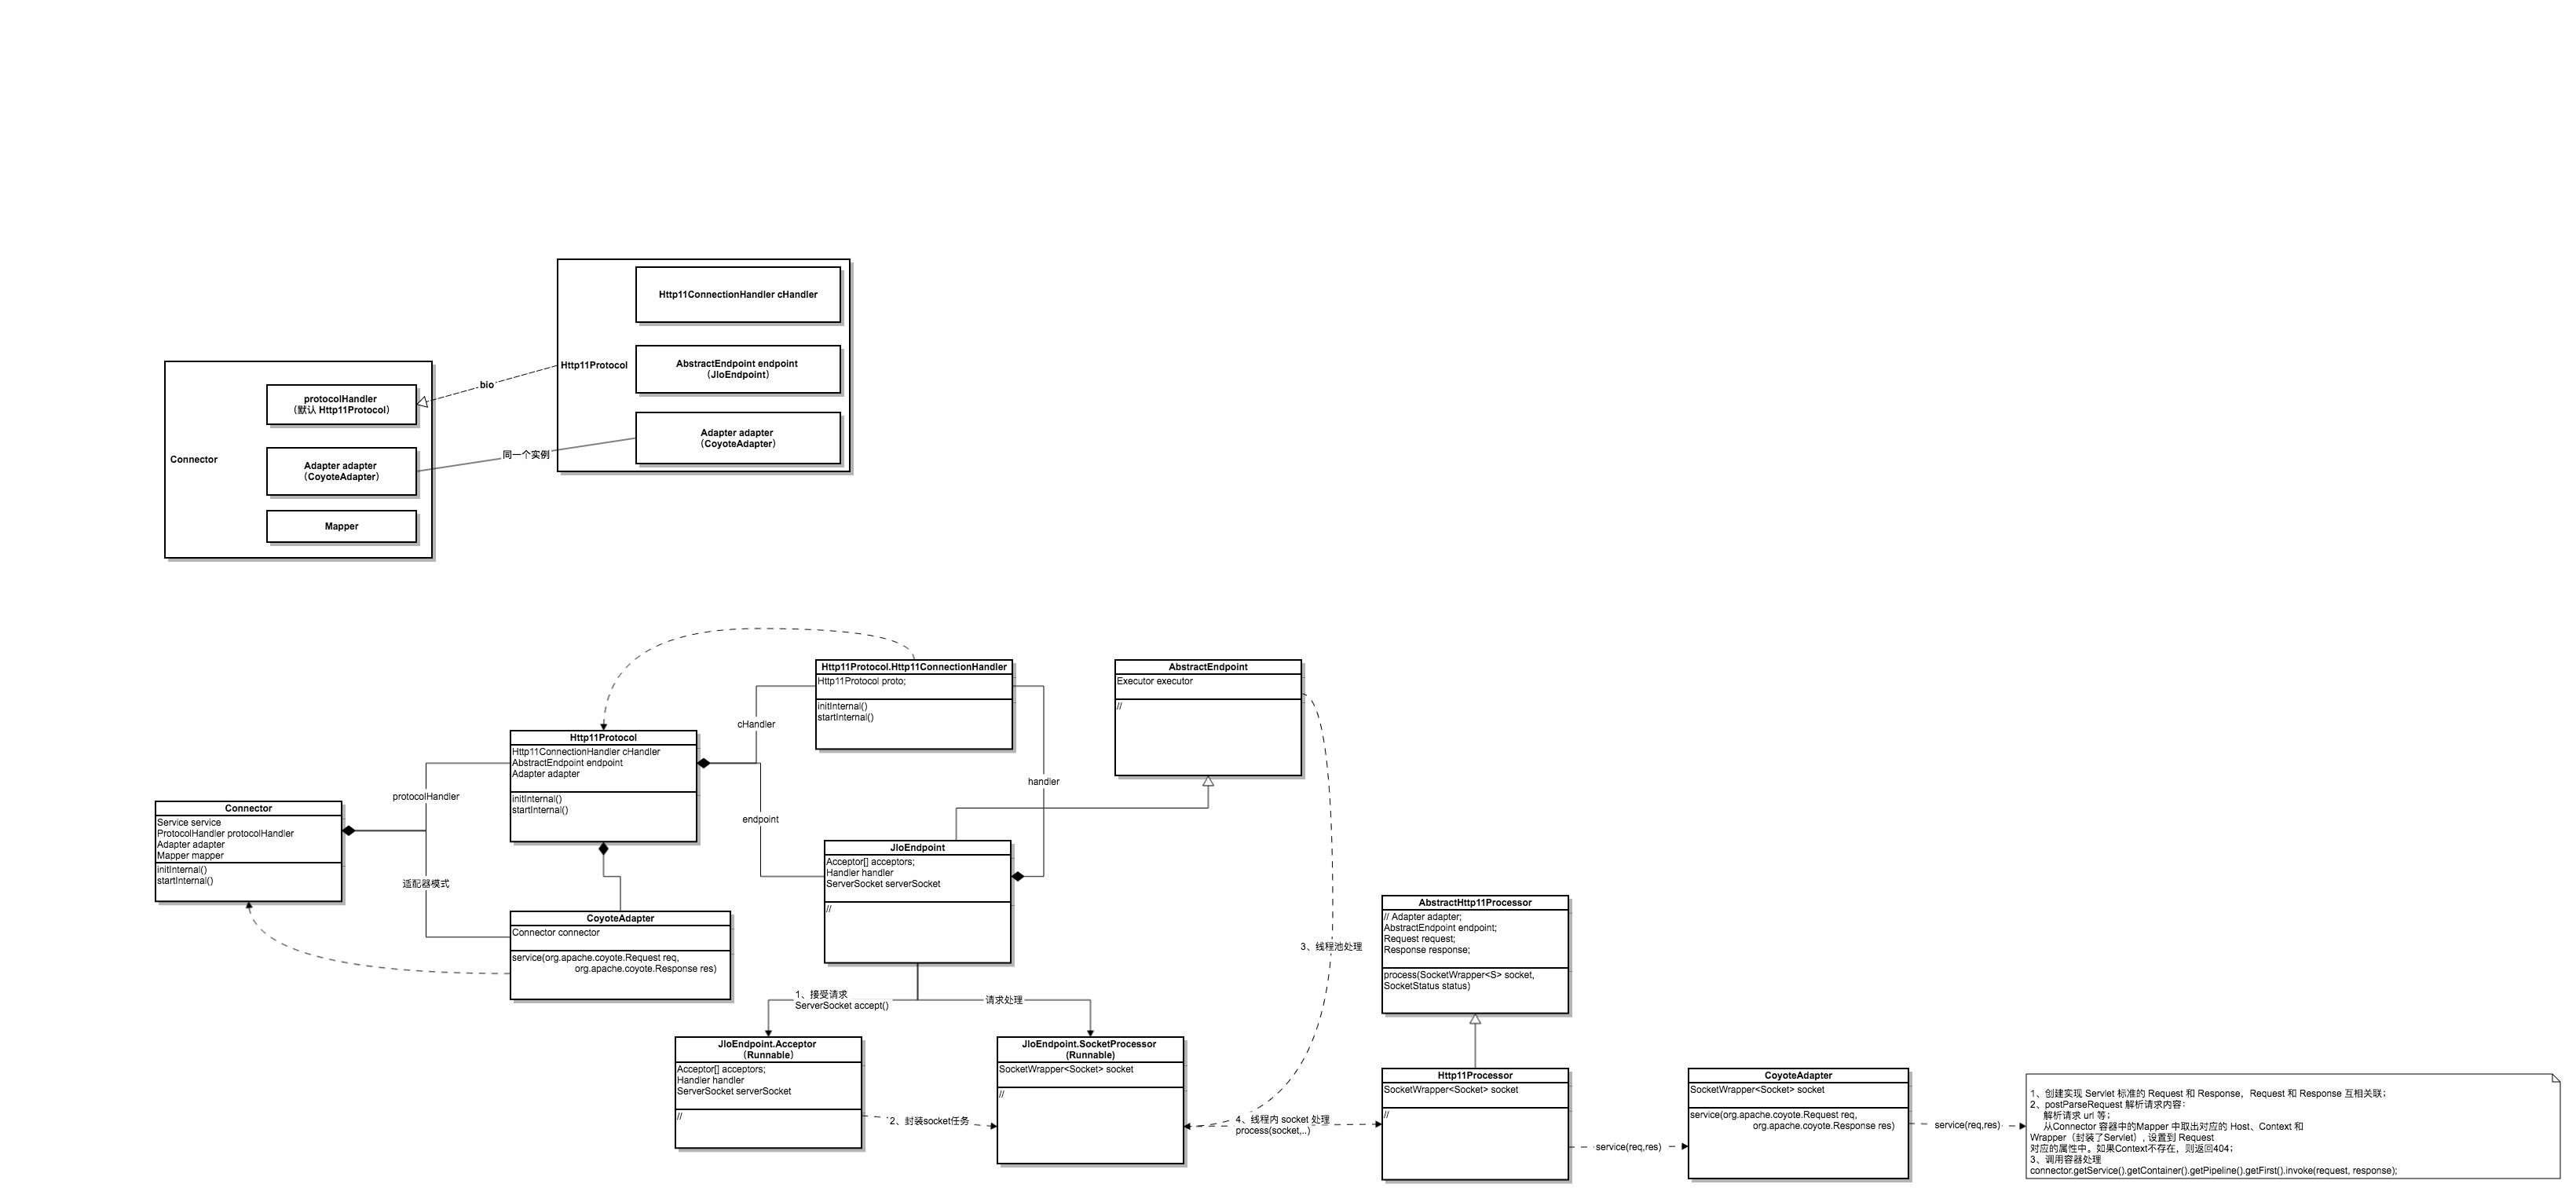 Http11ConnectionHandler cHandler
Http11Protocol
AbstractEndpoint endpoint
（JIoEndpoint）
Adapter adapter
（CoyoteAdapter）
bio
同一个实例
Connector
protocolHandler
（默认 Http11Protocol）
Adapter adapter
（CoyoteAdapter）
Mapper
Http11Protocol.Http11ConnectionHandler
Http11Protocol proto;
initInternal()
startInternal()
AbstractEndpoint
Executor executor
//
cHandler
Http11Protocol
Http11ConnectionHandler cHandler
AbstractEndpoint endpoint
Adapter adapter
initInternal()
startInternal()
handler
protocolHandler
endpoint
Connector
Service service
ProtocolHandler protocolHandler
Adapter adapter
Mapper mapper
initInternal()
startInternal()
适配器模式
JIoEndpoint
Acceptor[] acceptors;
Handler handler
ServerSocket serverSocket
//
CoyoteAdapter
Connector connector
service(org.apache.coyote.Request req,
org.apache.coyote.Response res)
3、线程池处理
AbstractHttp11Processor
// Adapter adapter;
AbstractEndpoint endpoint;
Request request;
Response response;
process(SocketWrapper<S> socket,
SocketStatus status)
1、接受请求
ServerSocket accept()
请求处理
JIoEndpoint.Acceptor
（Runnable）
Acceptor[] acceptors;
Handler handler
ServerSocket serverSocket
//
2、封装socket任务
JIoEndpoint.SocketProcessor
(Runnable)
SocketWrapper<Socket> socket
//
4、线程内 socket 处理
process(socket,..)
Http11Processor
SocketWrapper<Socket> socket
//
service(req,res)
CoyoteAdapter
SocketWrapper<Socket> socket
service(org.apache.coyote.Request req,
org.apache.coyote.Response res)
service(req,res)
1、创建实现 Servlet 标准的 Request 和 Response，Request 和 Response 互相关联；
2、postParseRequest 解析请求内容：
解析请求 url 等；
从Connector 容器中的Mapper 中取出对应的 Host、Context 和
Wrapper（封装了Servlet）, 设置到 Request
对应的属性中。如果Context不存在，则返回404；
3、调用容器处理
connector.getService().getContainer().getPipeline().getFirst().invoke(request, response);